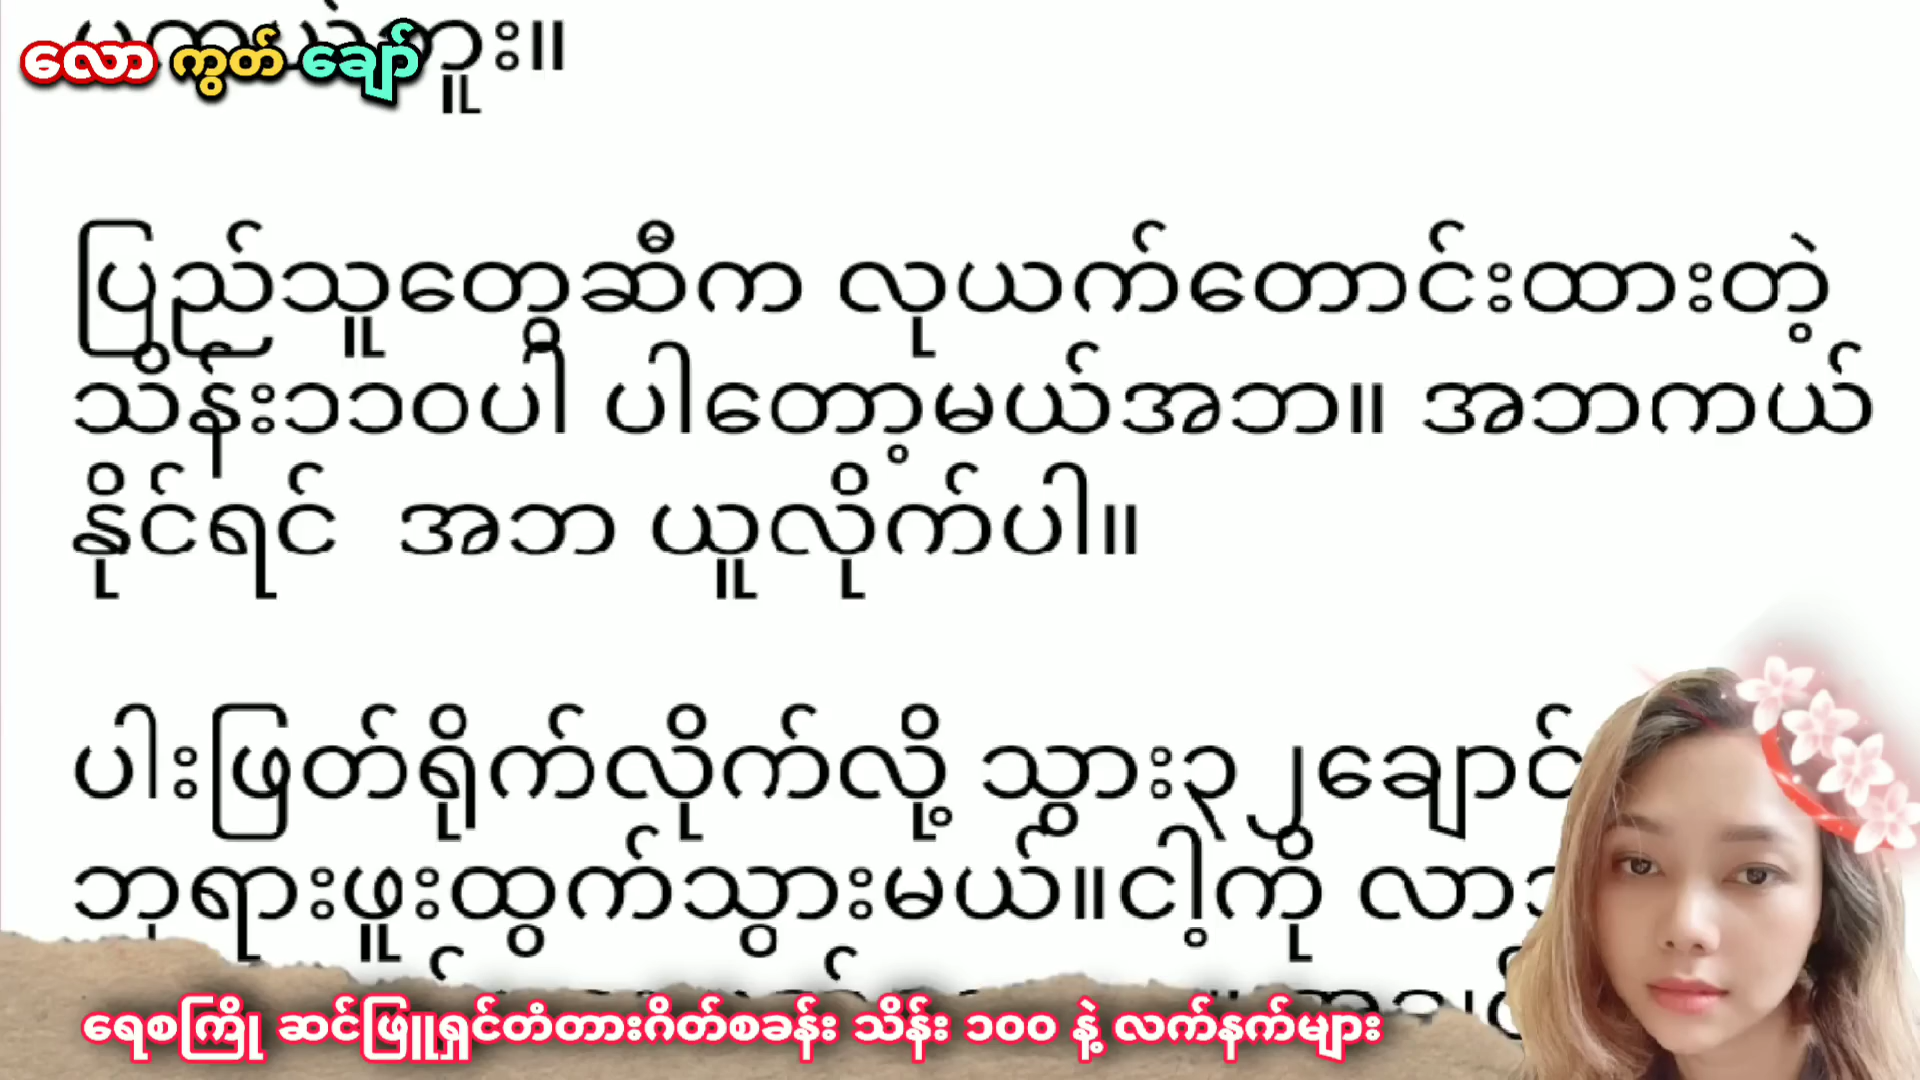 လော ကွတ် ချော်
ပြည်သူတွေဆီက လုယက်တောင်းထားတဲ့
သိန်း၁၁၀ပါ ပါတော့မယ်အဘ။ အဘကယ်
နိုင်ရင် အဘ ယူလိုက်ပါ။
ပါးဖြတ်ရိုက်လိုက်လို့ သွား၃၂ချောင်
ဘုရားဖူးထွက်သွားမယ်။ငါ့ကို
ရေစကြို ဆင်ဖြူရှင်တံတားဂိတ်စခန်း သိန်း ၁၀၀ နဲ့ လက်နက်များ